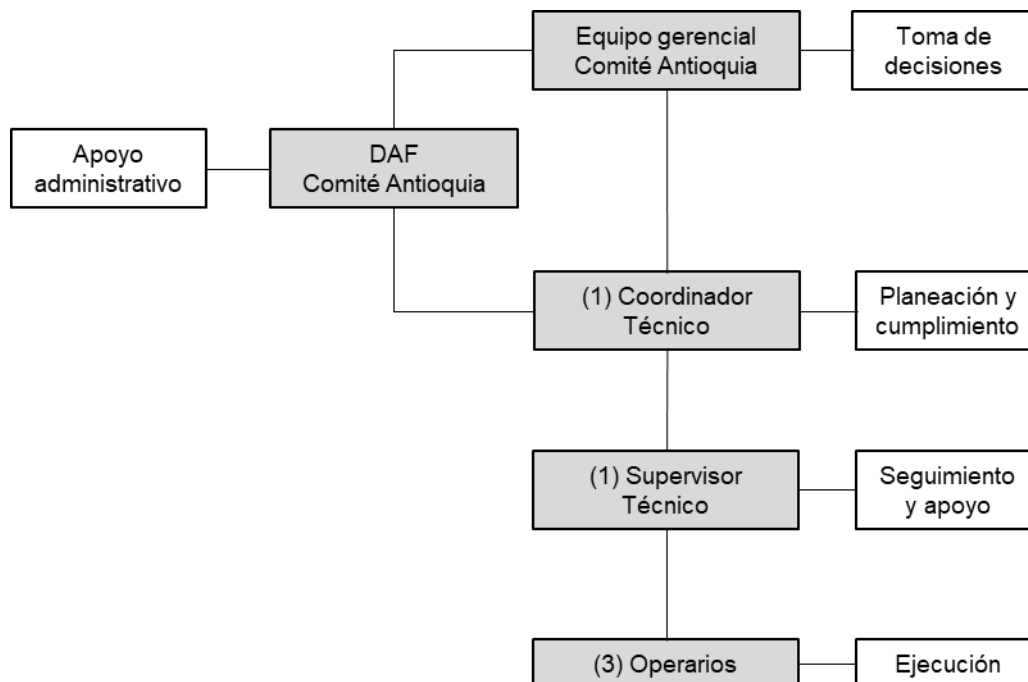 Equipo gerencial
Comité Antioquia
Toma de
decisiones
Apoyo
administrativo
DAF
Comité Antioquia
(1) Coordinador
Técnico
Planeación y
cumplimiento
(1) Supervisor
Técnico
Seguimiento
y apoyo
(3) Operarios
Ejecución